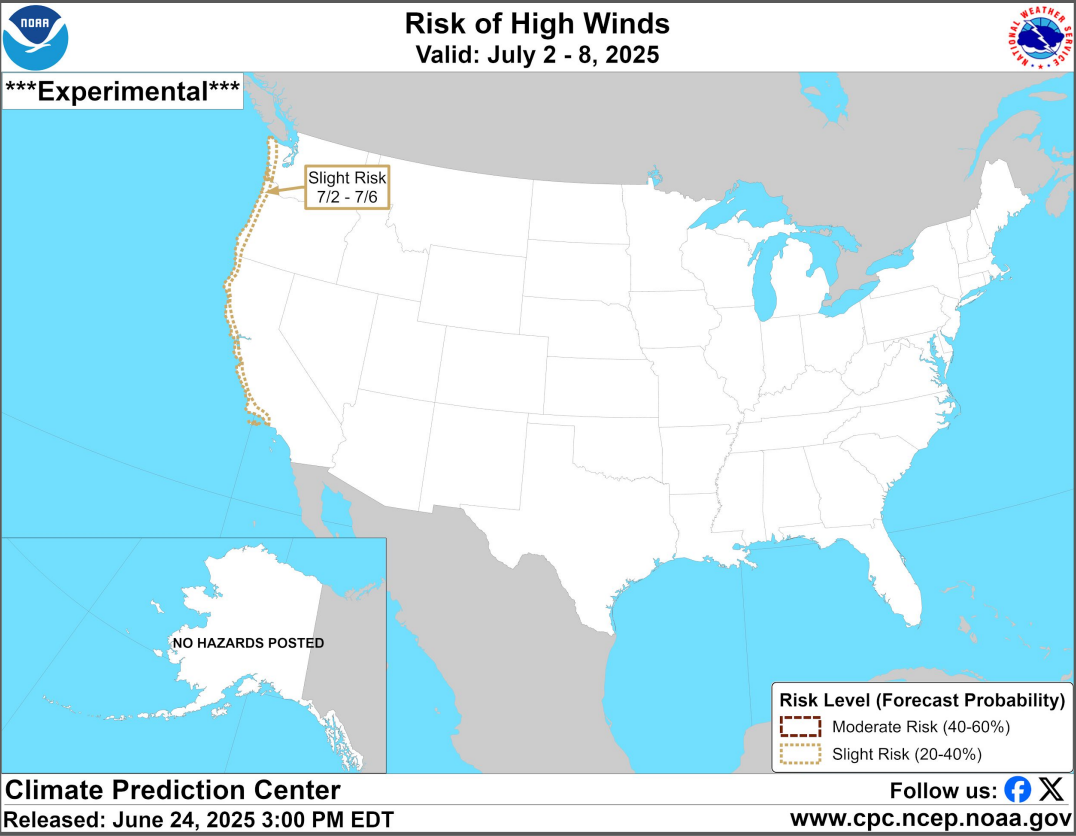 NOAA
Risk of High Winds
Valid: July 2 - 8, 2025
NATIONAL WEATHER SERVICE
***Experimental***
Slight Risk
7/2 - 7/6
NO HAZARDS POSTED
Risk Level (Forecast Probability)
Moderate Risk (40-60%)
Slight Risk (20-40%)
Climate Prediction Center
Follow us:
Released: June 24, 2025 3:00 PM EDT
www.cpc.ncep.noaa.gov